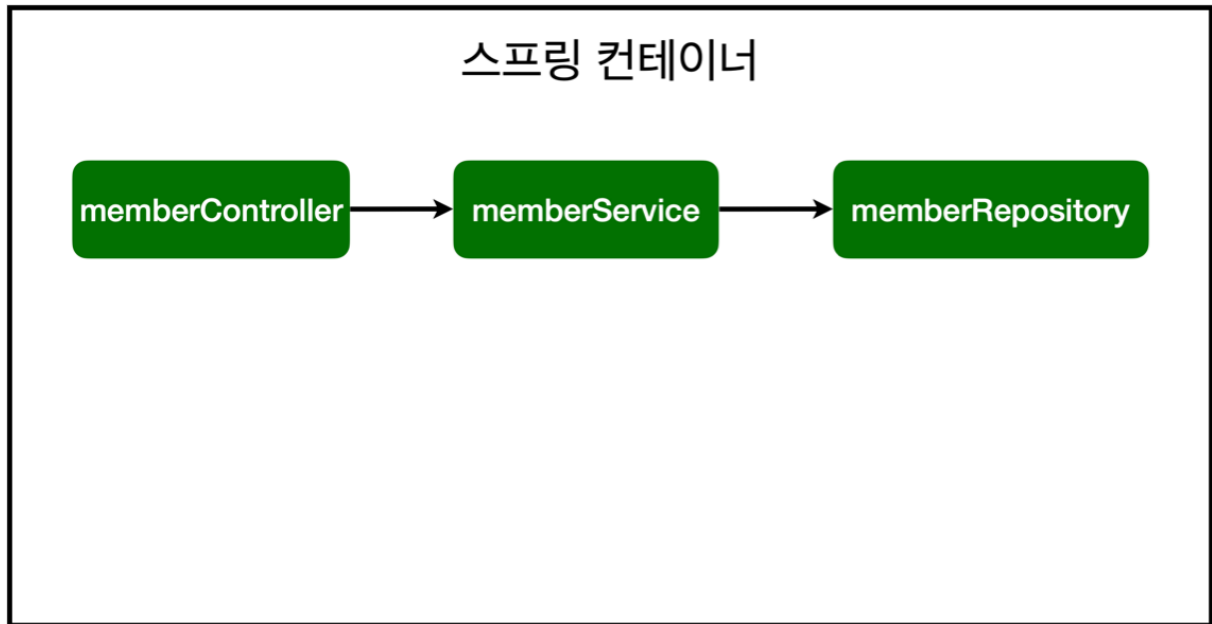 스프링 컨테이너
memberController
memberService
memberRepository